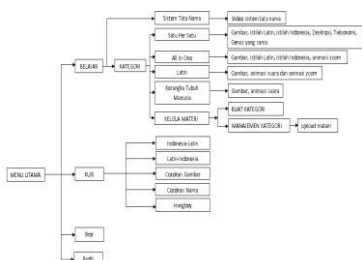 Sistem Tata Nama
Video sistem tata nama
Satu Per Satu
Gambar, istilah Latin, istilah Indonesia, Deskripsi, Taksonomi,
Genus yang sama
BELAJAR
KATEGORI
All in One
Gambar, istilah Latin, istilah Indonesia, animasi zoom
Latin
Gambar, animasi suara dan animasi zoom
Kerangka Tubuh
Manusia
Gambar, animasi suara
KELOLA MATERI
BUAT KATEGORI
MANAJEMEN KATEGORI
Upload materi
MENU UTAMA
KUIS
Indonesia-Latin
Latin-Indonesia
Cocokan Gambar
Cocokan Nama
Hangboy
Skor